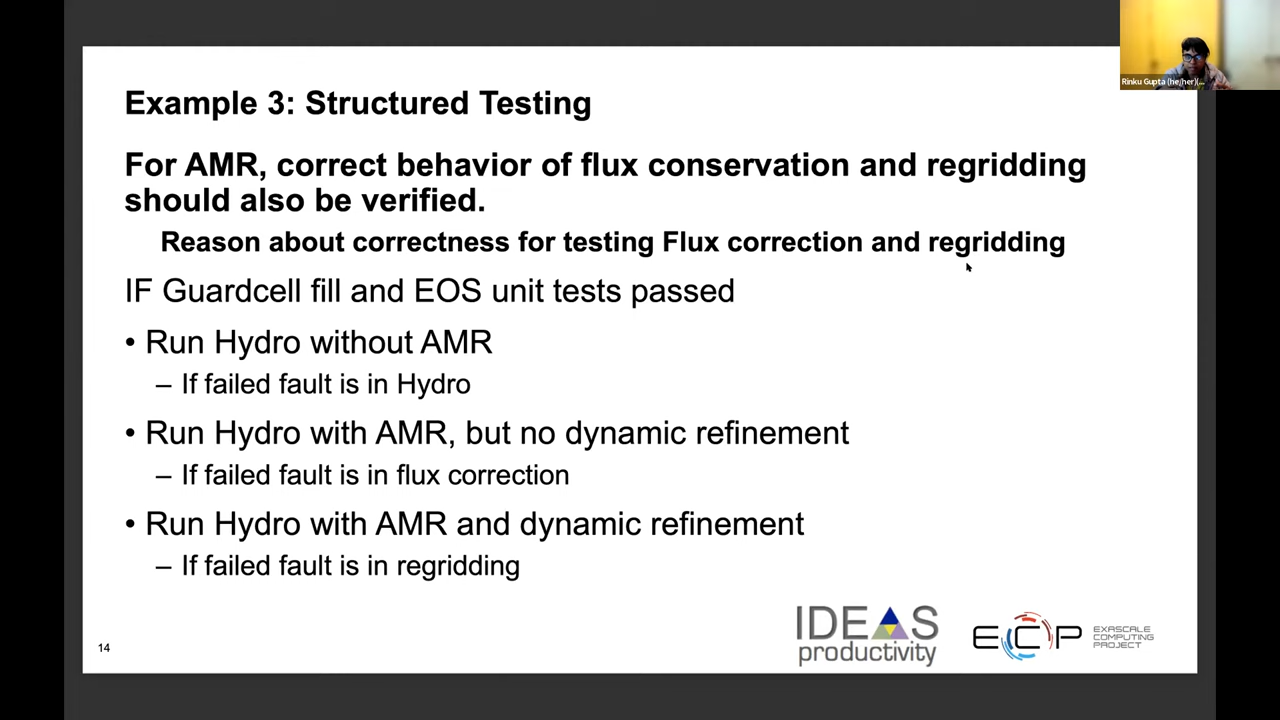 Rinku Gupta (he/her)(...
Example 3: Structured Testing
For AMR, correct behavior of flux conservation and regridding
should also be verified.
Reason about correctness for testing Flux correction and regridding
IF Guardcell fill and EOS unit tests passed
• Run Hydro without AMR
– If failed fault is in Hydro
• Run Hydro with AMR, but no dynamic refinement
– If failed fault is in flux correction
• Run Hydro with AMR and dynamic refinement
– If failed fault is in regridding
14
IDEAS
productivity
ECP
EXASCALE
COMPUTING
PROJECT